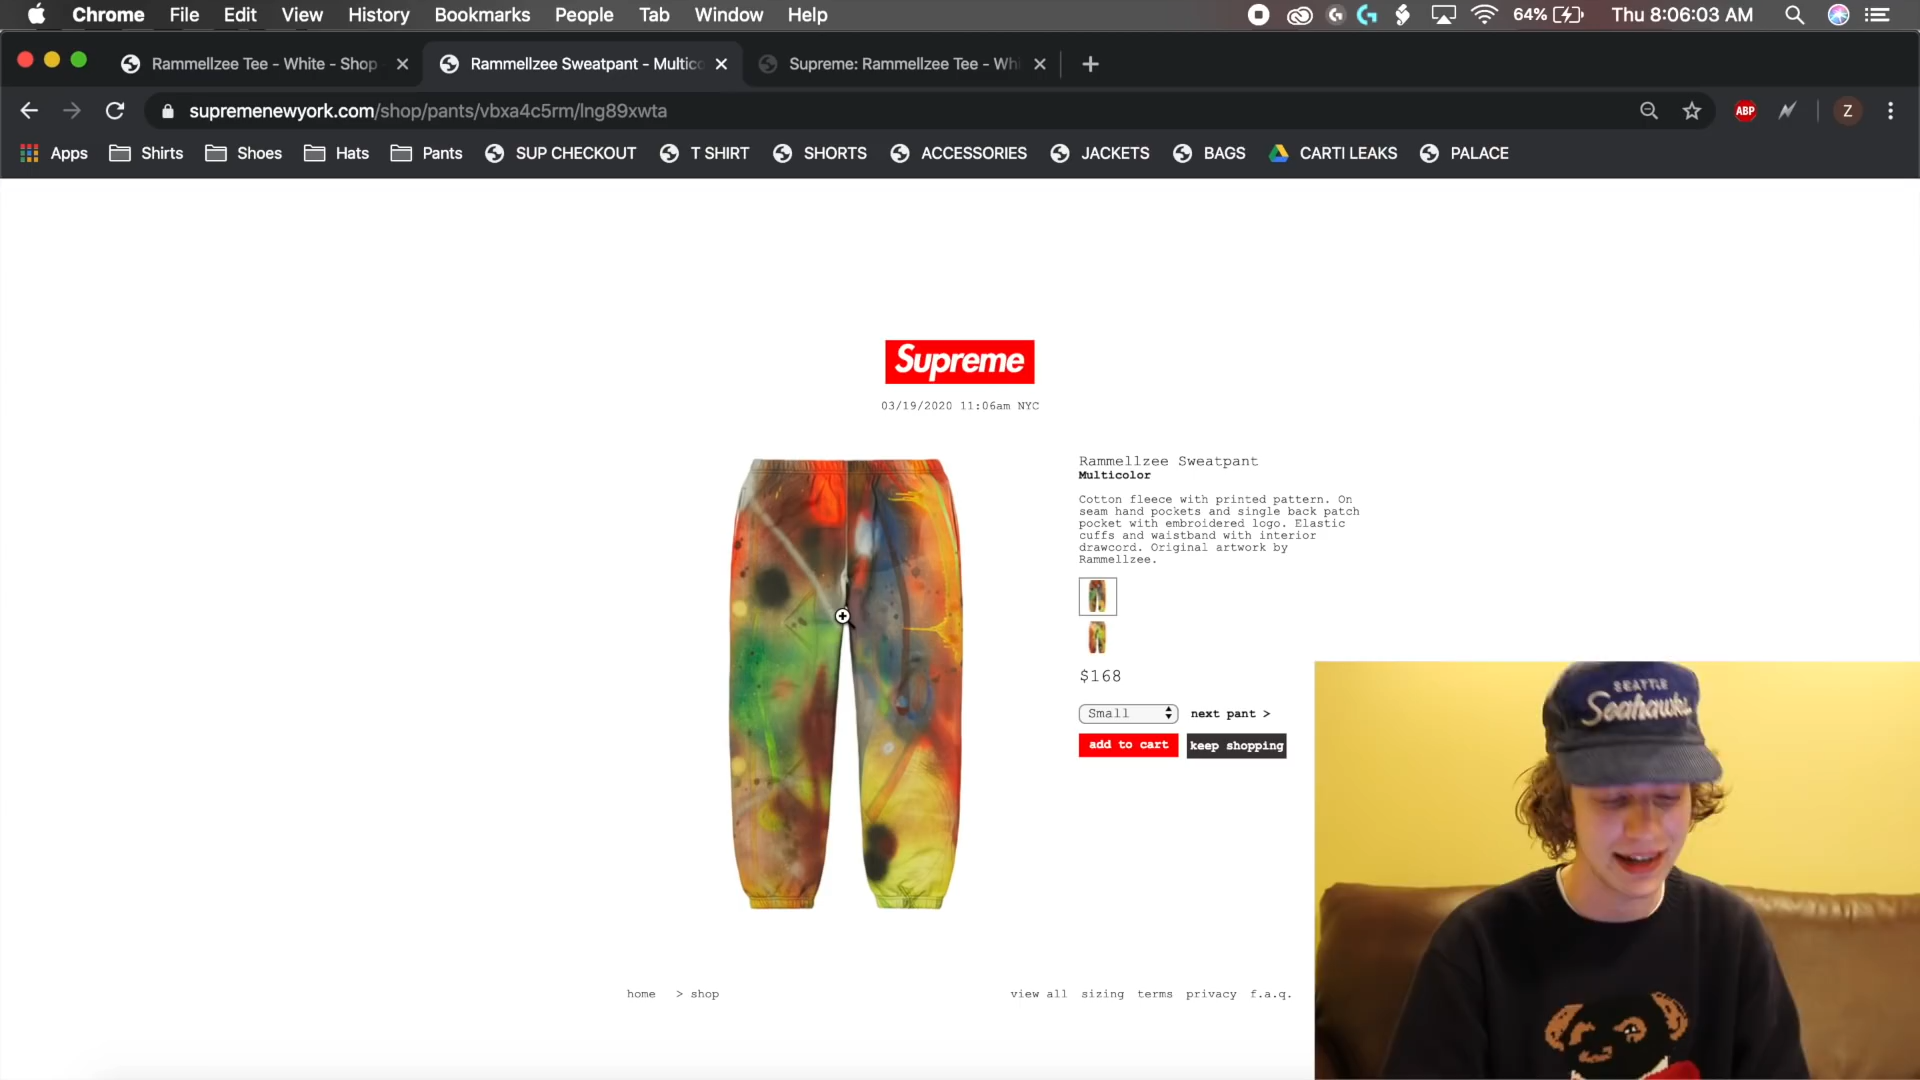 Chrome File Edit View History Bookmarks People Tab Window Help 64% Thu 8:06:03 AM
Rammellzee Tee - White - Shop Rammellzee Sweatpant - Multico Supreme: Rammellzee Tee - Whi
supremenewyork.com/shop/pants/vbxa4c5rm/lng89xwta ABP Z
Apps Shirts Shoes Hats Pants SUP CHECKOUT T SHIRT SHORTS ACCESSORIES JACKETS BAGS CARTI LEAKS PALACE
Supreme
03/19/2020 11:06am NYC
Rammellzee Sweatpant
Multicolor
Cotton fleece with printed pattern. On
seam hand pockets and single back patch
pocket with embroidered logo. Elastic
cuffs and waistband with interior
drawcord. Original artwork by
Rammellzee.
$168
Small next pant >
add to cart keep shopping
SEATTLE
Seahawks
home > shop view all sizing terms privacy f.a.q.